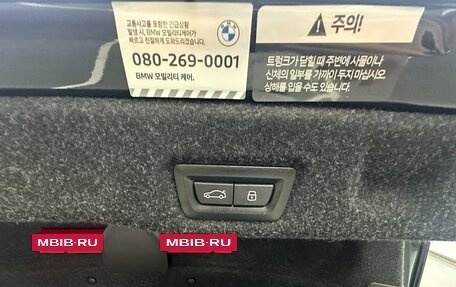 교통사고를 포함한 긴급상황
발생 시, BMW 모빌리티케어가
빠르고 친절하게 도와드리겠습니다.
080-269-0001
BMW 모빌리티 케어.
주의!
트렁크가 닫힐 때 주변에 사물이나
신체의 일부를 가까이 두지 마십시오
상해를 입을 수도 있습니다.
MBIB·RU
MBIB·RU